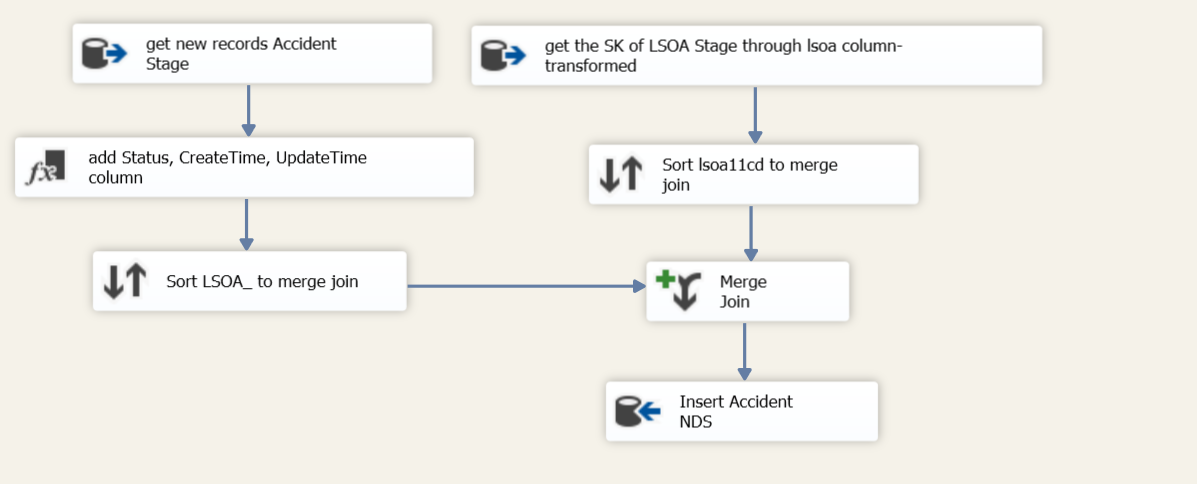 get new records Accident
Stage
get the SK of LSOA Stage through lsoa column-
transformed
add Status, CreateTime, UpdateTime
column
Sort lsoa11cd to merge
join
Sort LSOA_ to merge join
Merge
Join
Insert Accident
NDS